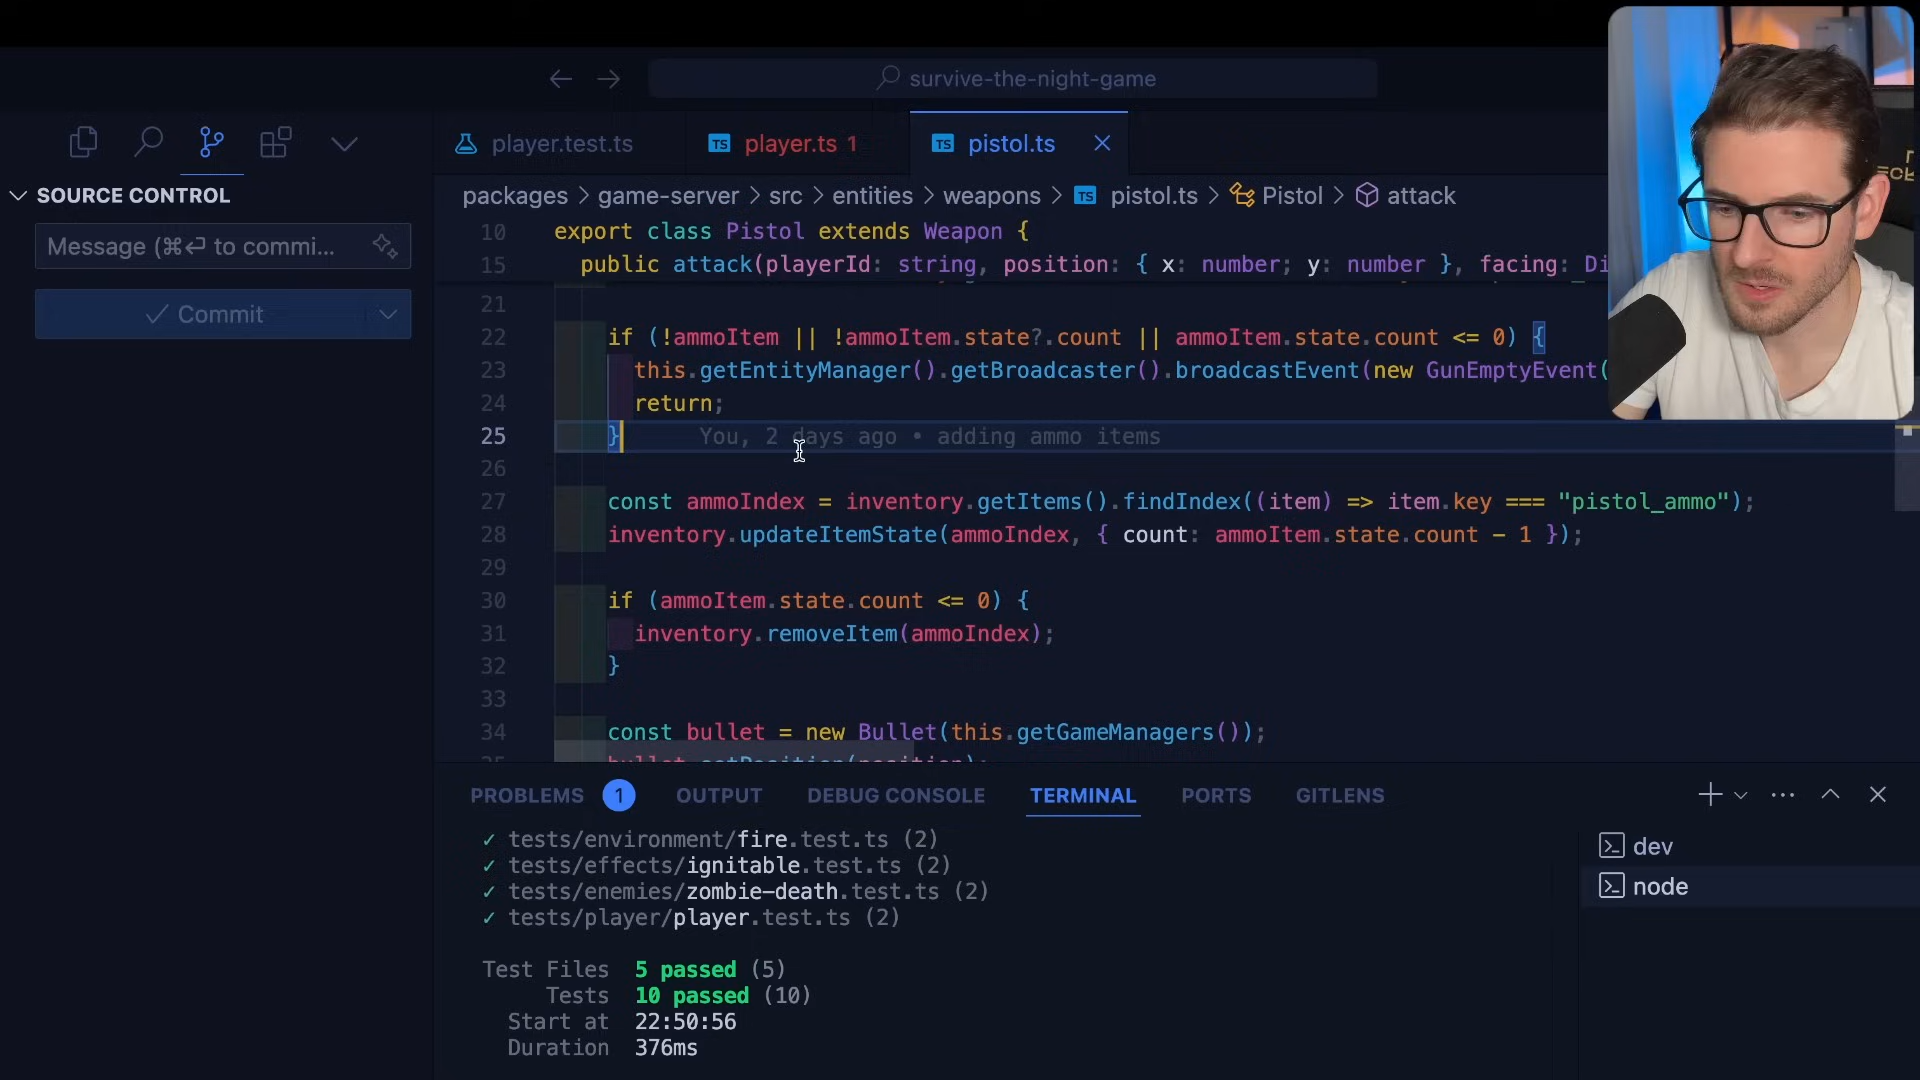 survive-the-night-game
player.test.ts
player.ts 1
pistol.ts
SOURCE CONTROL
packages > game-server > src > entities > weapons > TS pistol.ts > Pistol > attack
Message (⌘↩ to commi...
Commit
10 export class Pistol extends Weapon {
15 public attack(playerId: string, position: { x: number; y: number }, facing: Di
21
22 if (!ammoItem || !ammoItem.state?.count || ammoItem.state.count <= 0) {
23 this.getEntityManager().getBroadcaster().broadcastEvent(new GunEmptyEvent(
24 return;
25 } You, 2 days ago • adding ammo items
26
27 const ammoIndex = inventory.getItems().findIndex((item) => item.key === "pistol_ammo");
28 inventory.updateItemState(ammoIndex, { count: ammoItem.state.count - 1 });
29
30 if (ammoItem.state.count <= 0) {
31 inventory.removeItem(ammoIndex);
32 }
33
34 const bullet = new Bullet(this.getGameManagers());
bullet.setPosition(position);
PROBLEMS 1 OUTPUT DEBUG CONSOLE TERMINAL PORTS GITLENS
✓ tests/environment/fire.test.ts (2)
✓ tests/effects/ignitable.test.ts (2)
✓ tests/enemies/zombie-death.test.ts (2)
✓ tests/player/player.test.ts (2)
Test Files 5 passed (5)
Tests 10 passed (10)
Start at 22:50:56
Duration 376ms
dev
node